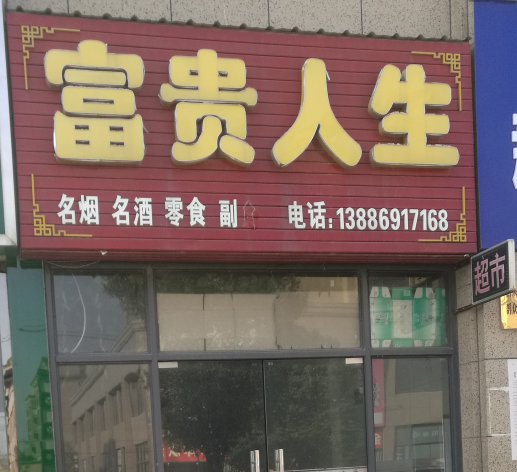 富贵人生
名烟 名酒 零食 副
电话:13886917168
超市